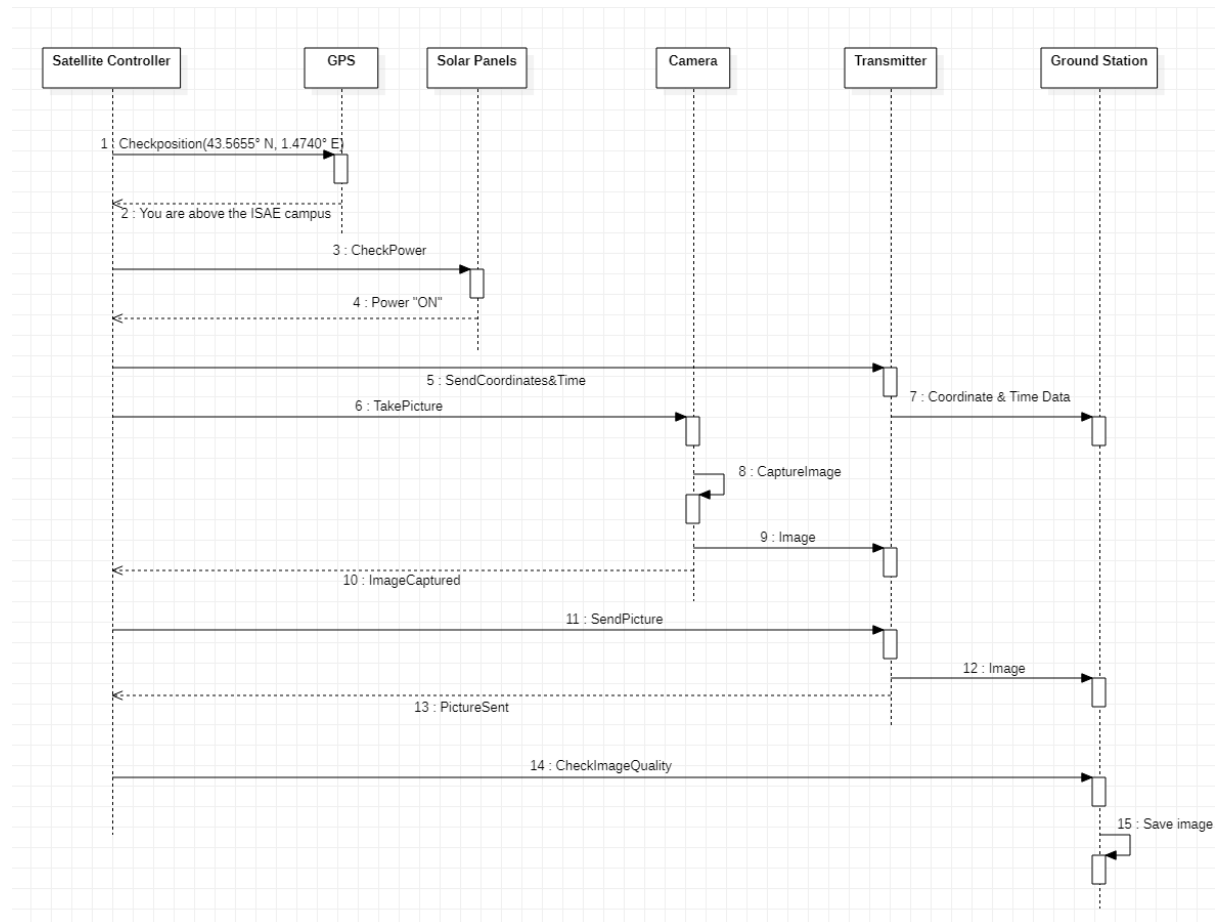 Satellite Controller
GPS
Solar Panels
Camera
Transmitter
Ground Station
1 : Checkposition(43.5655° N, 1.4740° E)
2 : You are above the ISAE campus
3 : CheckPower
4 : Power "ON"
5 : SendCoordinates&Time
6 : TakePicture
7 : Coordinate & Time Data
8 : CaptureImage
9 : Image
10 : ImageCaptured
11 : SendPicture
12 : Image
13 : PictureSent
14 : CheckImageQuality
15 : Save image